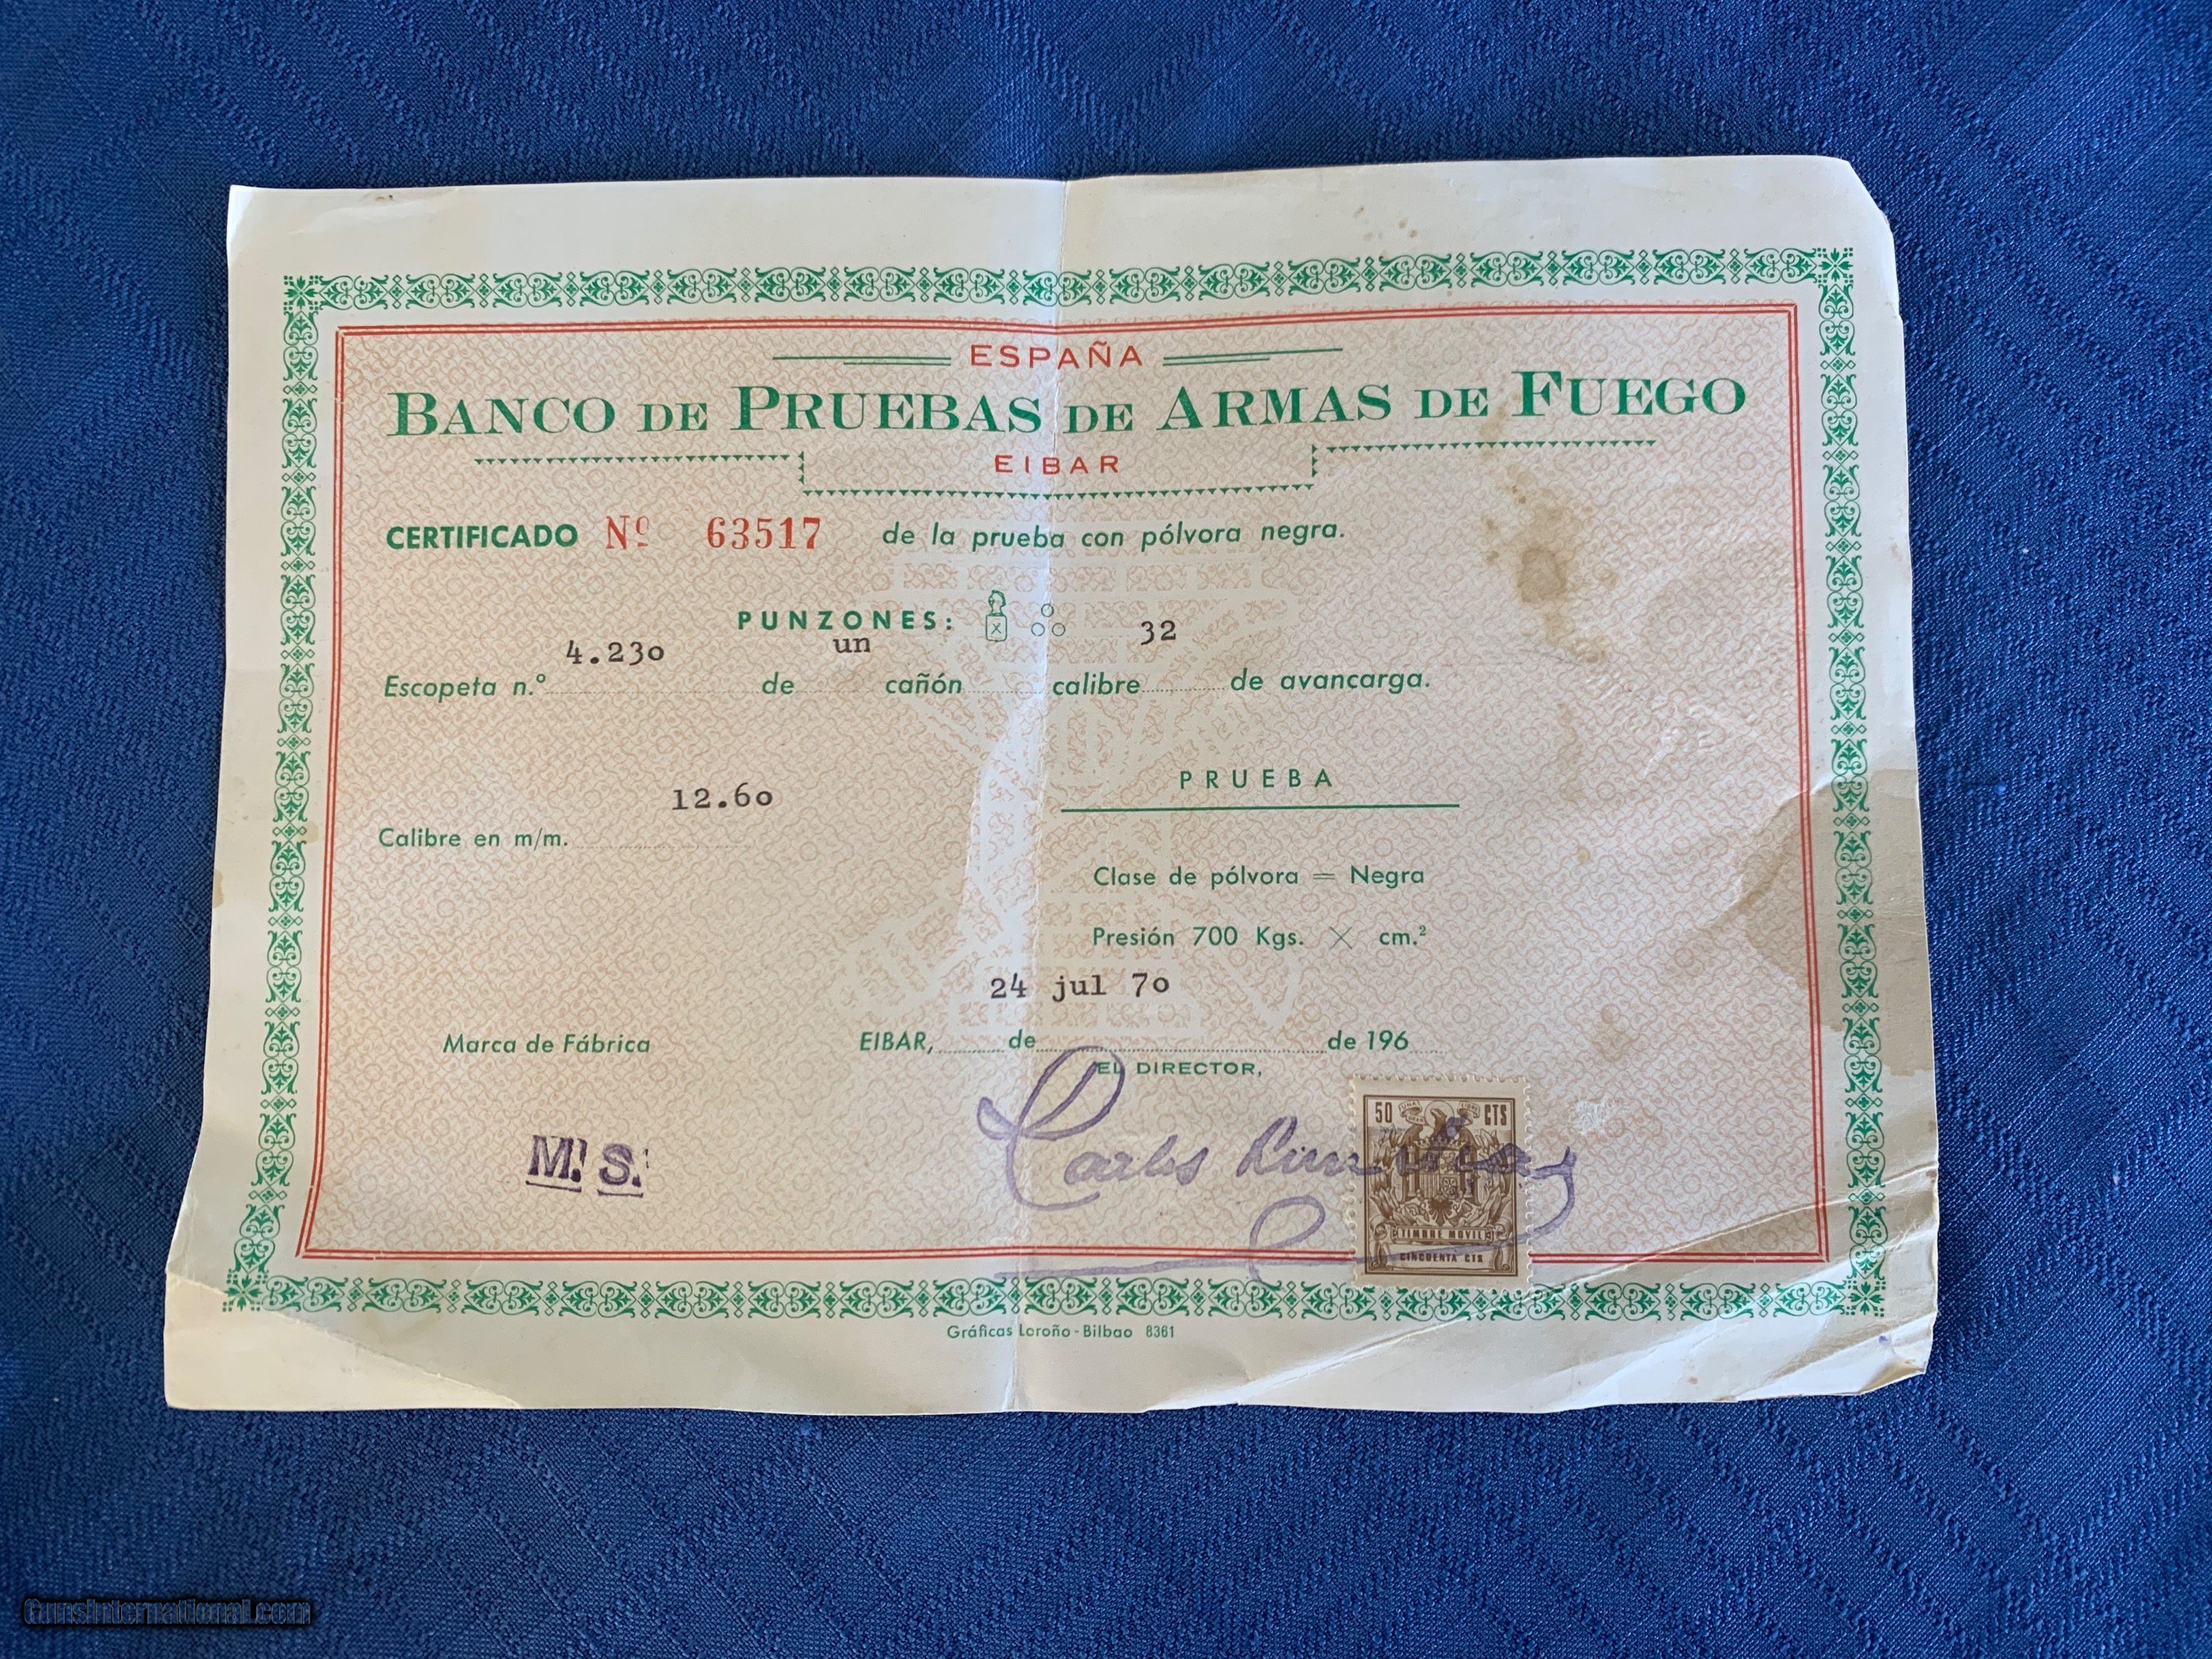 ESPAÑA
BANCO DE PRUEBAS DE ARMAS DE FUEGO
EIBAR
CERTIFICADO Nº 63517 de la prueba con pólvora negra.
PUNZONES: X
4.230 un 32
Escopeta n.º de cañón calibre de avancarga.
12.60
Calibre en m/m.
PRUEBA
Clase de pólvora = Negra
Presión 700 Kgs. X cm.²
24 jul 70
Marca de Fábrica
EIBAR, de de 196
EL DIRECTOR,
M. S.
Carlos
50 CTS
TIMBRE MOVIL
CINCUENTA CTS
Gráficas Loroño - Bilbao 8361
GunsInternational.com